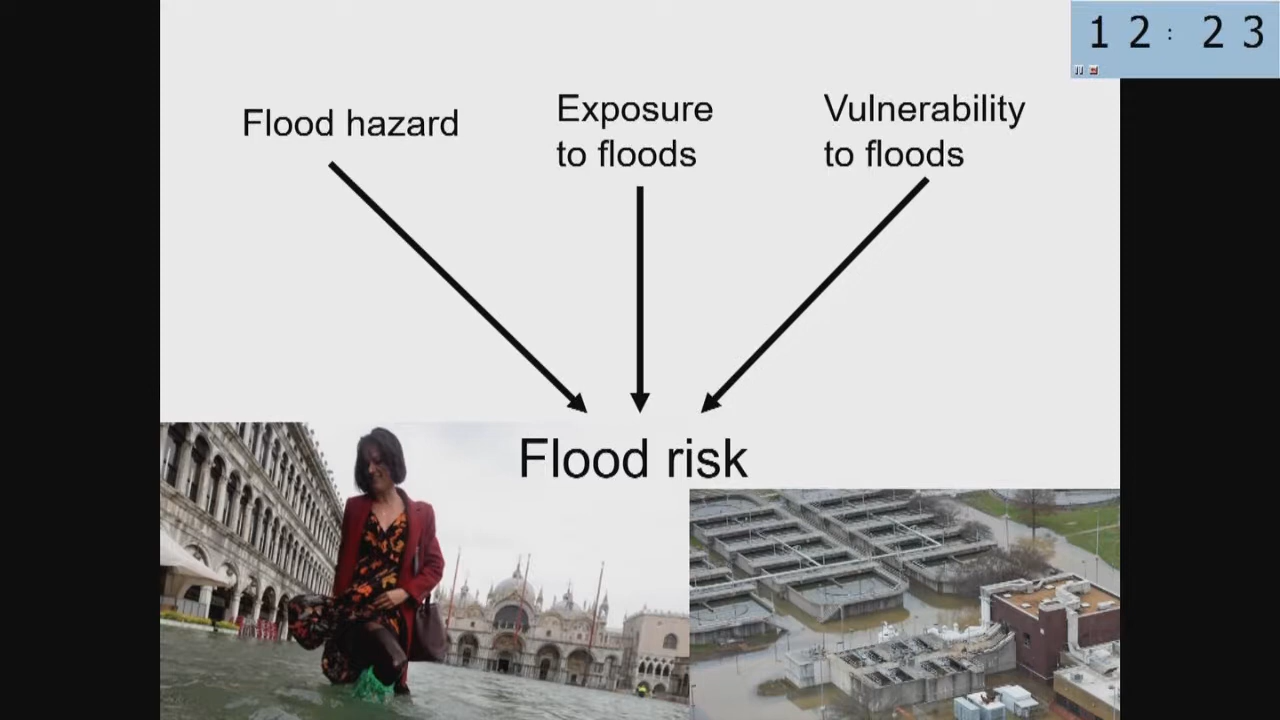 12:23
Flood hazard
Exposure
to floods
Vulnerability
to floods
Flood risk